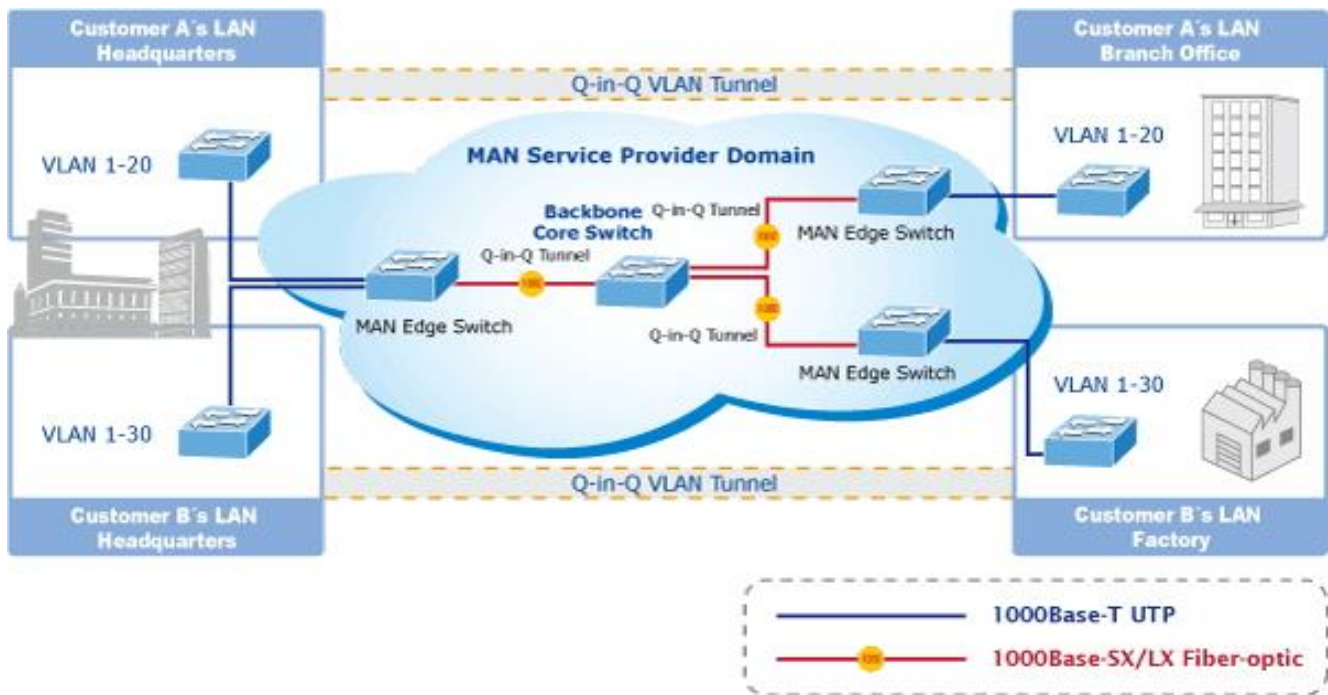 Customer A´s LAN
Headquarters
Customer A´s LAN
Branch Office
Q-in-Q VLAN Tunnel
VLAN 1-20
VLAN 1-20
MAN Service Provider Domain
Backbone
Core Switch
Q-in-Q Tunnel
Q-in-Q Tunnel
MAN Edge Switch
MAN Edge Switch
Q-in-Q Tunnel
MAN Edge Switch
VLAN 1-30
VLAN 1-30
Q-in-Q VLAN Tunnel
Customer B´s LAN
Headquarters
Customer B´s LAN
Factory
1000Base-T UTP
1000Base-SX/LX Fiber-optic